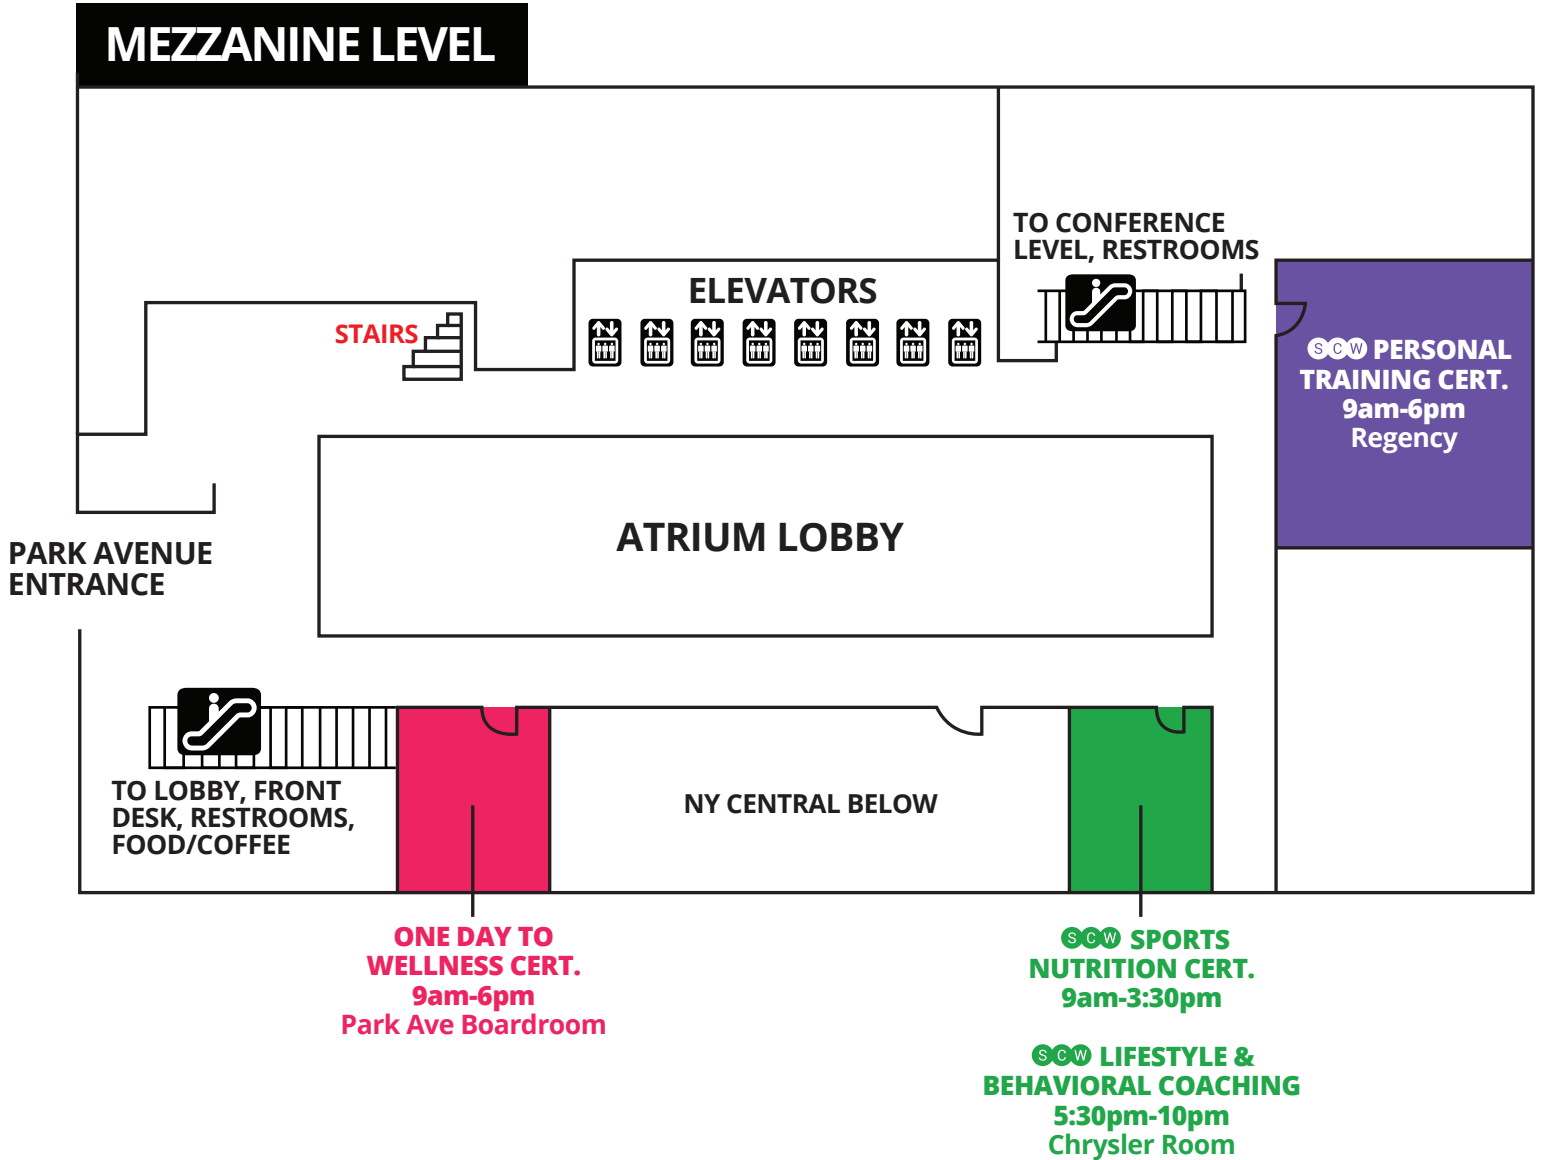 MEZZANINE LEVEL
TO CONFERENCE
LEVEL, RESTROOMS
ELEVATORS
STAIRS
SCW PERSONAL
TRAINING CERT.
9am-6pm
Regency
ATRIUM LOBBY
PARK AVENUE
ENTRANCE
TO LOBBY, FRONT
DESK, RESTROOMS,
FOOD/COFFEE
NY CENTRAL BELOW
ONE DAY TO
WELLNESS CERT.
9am-6pm
Park Ave Boardroom
SCW SPORTS
NUTRITION CERT.
9am-3:30pm
SCW LIFESTYLE &
BEHAVIORAL COACHING
5:30pm-10pm
Chrysler Room